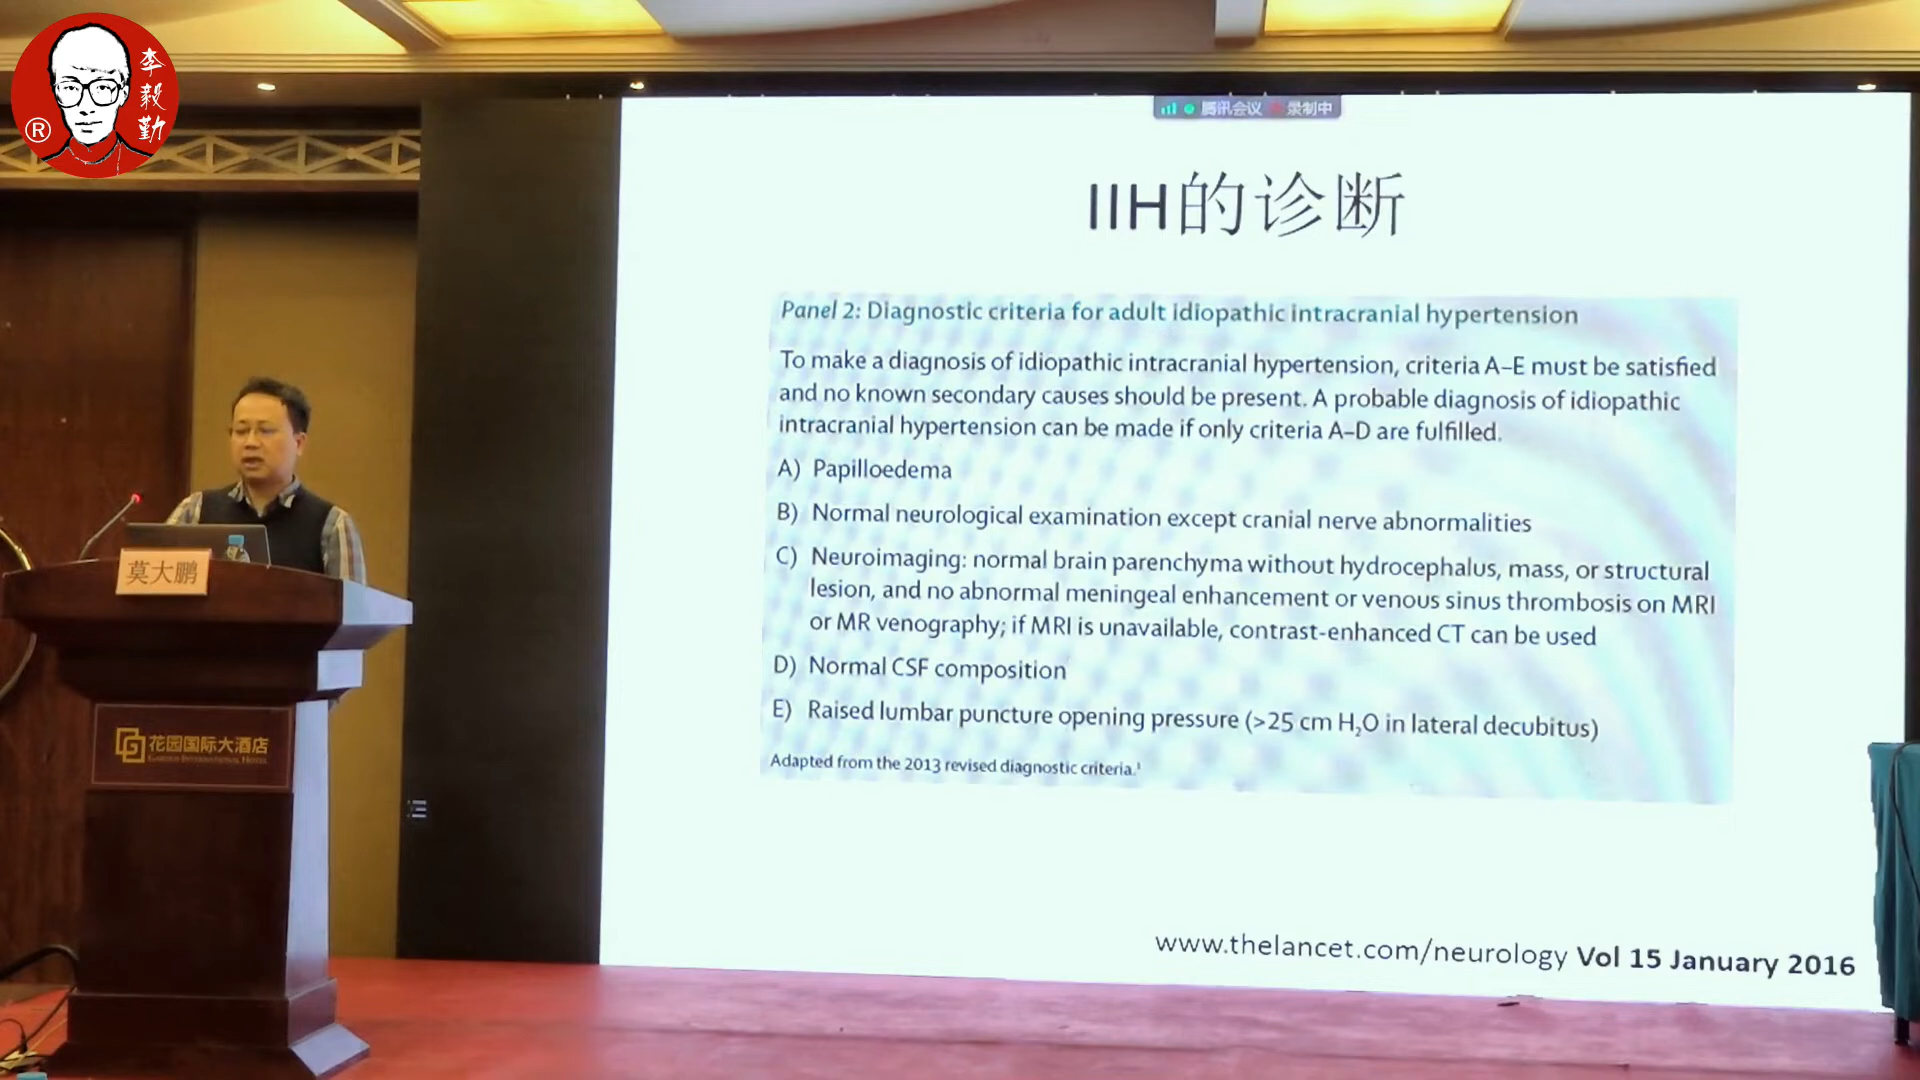 李毅勤
®
腾讯会议 录制中
IIH的诊断
Panel 2: Diagnostic criteria for adult idiopathic intracranial hypertension
To make a diagnosis of idiopathic intracranial hypertension, criteria A–E must be satisfied
and no known secondary causes should be present. A probable diagnosis of idiopathic
intracranial hypertension can be made if only criteria A–D are fulfilled.
A) Papilloedema
B) Normal neurological examination except cranial nerve abnormalities
C) Neuroimaging: normal brain parenchyma without hydrocephalus, mass, or structural
lesion, and no abnormal meningeal enhancement or venous sinus thrombosis on MRI
or MR venography; if MRI is unavailable, contrast-enhanced CT can be used
D) Normal CSF composition
E) Raised lumbar puncture opening pressure (>25 cm H₂O in lateral decubitus)
Adapted from the 2013 revised diagnostic criteria.¹
www.thelancet.com/neurology Vol 15 January 2016
莫大鹏
花园国际大酒店
GARDEN INTERNATIONAL HOTEL